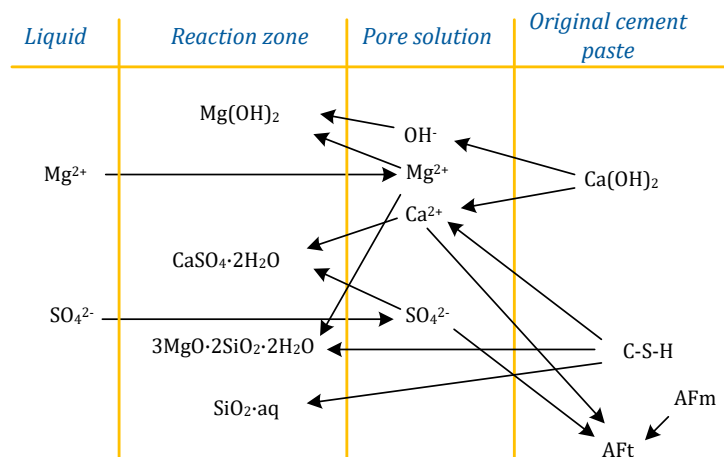 Liquid
Reaction zone
Pore solution
Original cement
paste
Mg(OH)₂
OH⁻
Mg²⁺
Mg²⁺
Ca(OH)₂
Ca²⁺
CaSO₄·2H₂O
SO₄²⁻
SO₄²⁻
3MgO·2SiO₂·2H₂O
C-S-H
SiO₂·aq
AFm
AFt